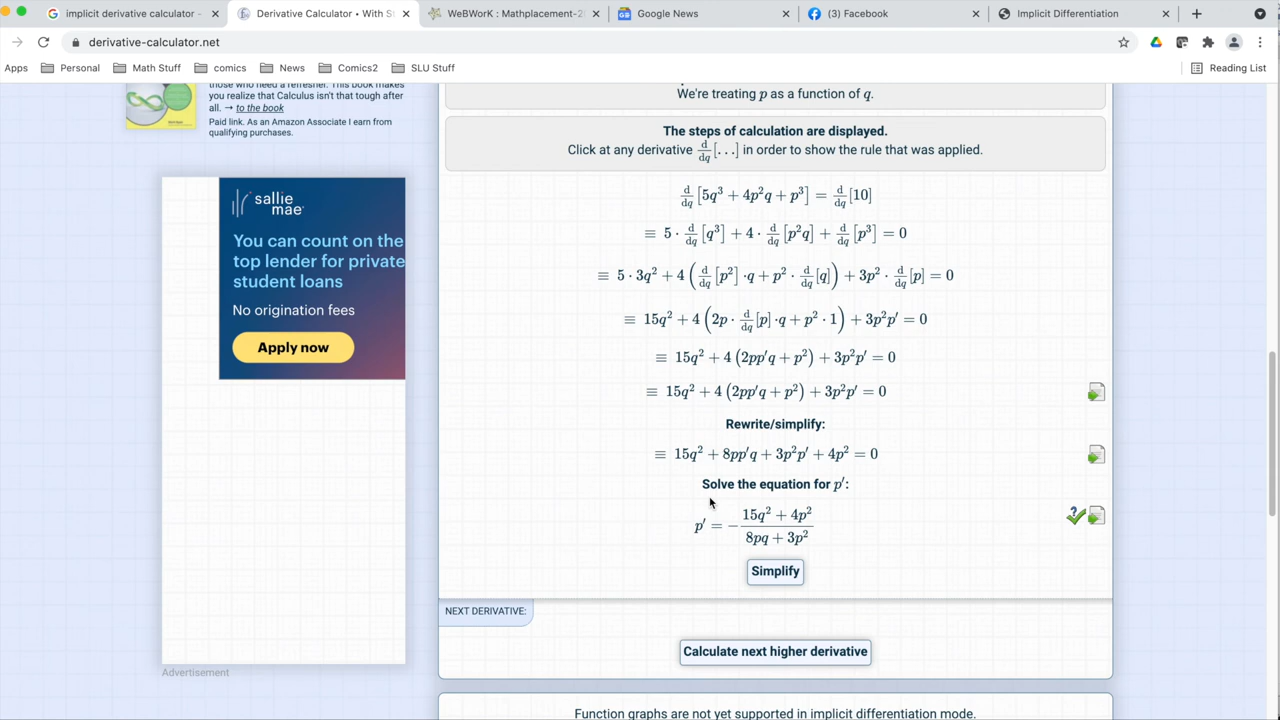 implicit derivative calculator -
Derivative Calculator • With St
WeBWorK : Mathplacement-2
Google News
(3) Facebook
Implicit Differentiation
derivative-calculator.net
Apps Personal Math Stuff comics News Comics2 SLU Stuff Reading List
those who need a refresher. This book makes
you realize that Calculus isn't that tough after
all. → to the book
Paid link. As an Amazon Associate I earn from
qualifying purchases.
sallie
mae
You can count on the
top lender for private
student loans
No origination fees
Apply now
Advertisement
We're treating p as a function of q.
The steps of calculation are displayed.
Click at any derivative d/dq[...] in order to show the rule that was applied.
d/dq[5q³ + 4p²q + p³] = d/dq[10]
≡ 5 · d/dq[q³] + 4 · d/dq[p²q] + d/dq[p³] = 0
≡ 5 · 3q² + 4(d/dq[p²] · q + p² · d/dq[q]) + 3p² · d/dq[p] = 0
≡ 15q² + 4(2p · d/dq[p] · q + p² · 1) + 3p²p′ = 0
≡ 15q² + 4(2pp′q + p²) + 3p²p′ = 0
≡ 15q² + 4(2pp′q + p²) + 3p²p′ = 0
Rewrite/simplify:
≡ 15q² + 8pp′q + 3p²p′ + 4p² = 0
Solve the equation for p′:
p′ = −(15q² + 4p²)/(8pq + 3p²)
Simplify
NEXT DERIVATIVE:
Calculate next higher derivative
Function graphs are not yet supported in implicit differentiation mode.